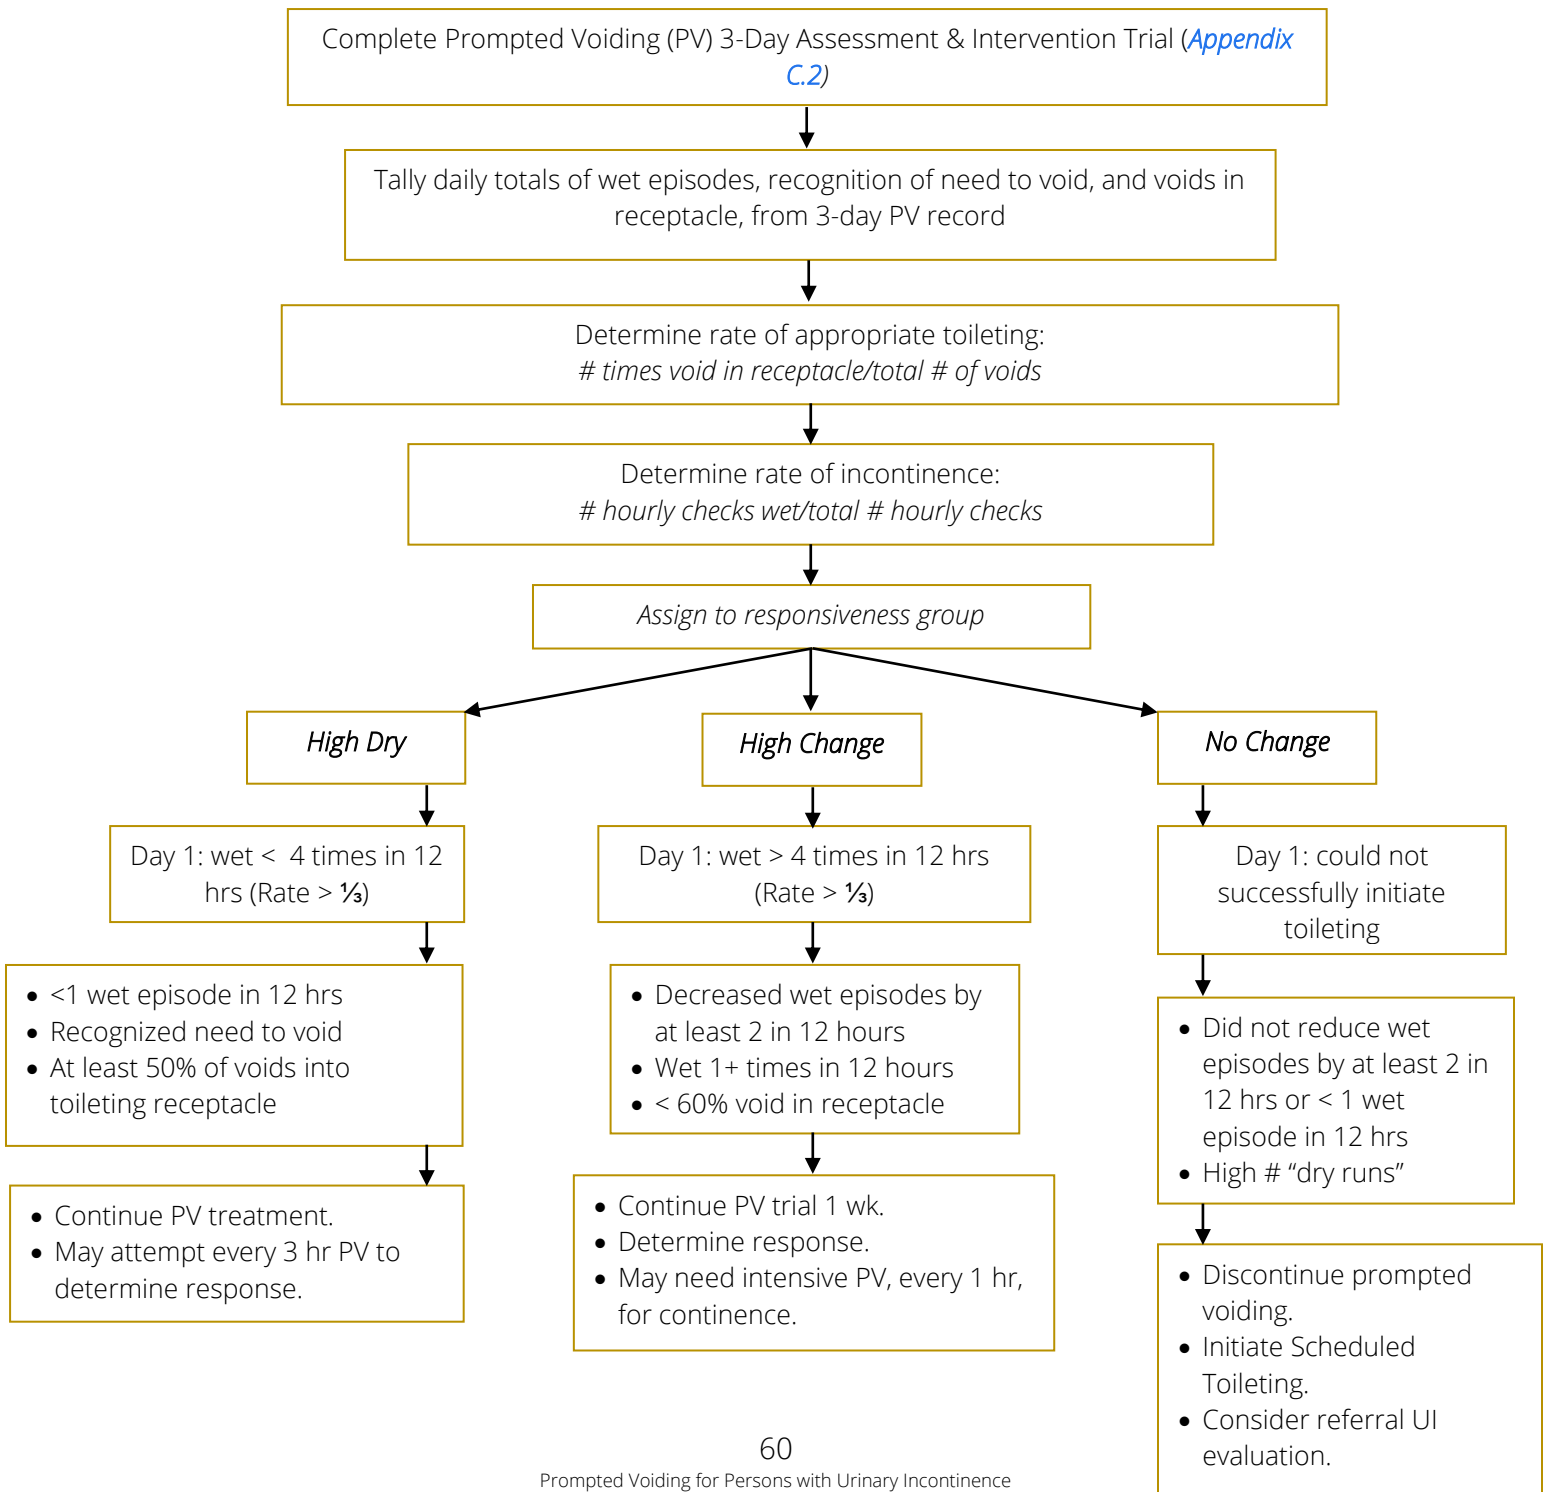 Complete Prompted Voiding (PV) 3-Day Assessment & Intervention Trial (Appendix
C.2)
Tally daily totals of wet episodes, recognition of need to void, and voids in
receptacle, from 3-day PV record
Determine rate of appropriate toileting:
# times void in receptacle/total # of voids
Determine rate of incontinence:
# hourly checks wet/total # hourly checks
Assign to responsiveness group
High Dry
Day 1: wet < 4 times in 12
hrs (Rate > ⅓)
• <1 wet episode in 12 hrs
• Recognized need to void
• At least 50% of voids into
toileting receptacle
• Continue PV treatment.
• May attempt every 3 hr PV to
determine response.
High Change
Day 1: wet > 4 times in 12 hrs
(Rate > ⅓)
• Decreased wet episodes by
at least 2 in 12 hours
• Wet 1+ times in 12 hours
• < 60% void in receptacle
• Continue PV trial 1 wk.
• Determine response.
• May need intensive PV, every 1 hr,
for continence.
No Change
Day 1: could not
successfully initiate
toileting
• Did not reduce wet
episodes by at least 2 in
12 hrs or < 1 wet
episode in 12 hrs
• High # “dry runs”
• Discontinue prompted
voiding.
• Initiate Scheduled
Toileting.
• Consider referral UI
evaluation.
60
Prompted Voiding for Persons with Urinary Incontinence